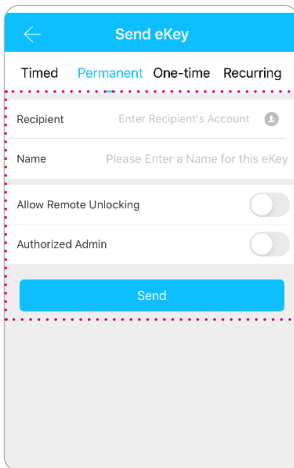 Send eKey
Timed Permanent One-time Recurring
Recipient Enter Recipient's Account
Name Please Enter a Name for this eKey
Allow Remote Unlocking
Authorized Admin
Send